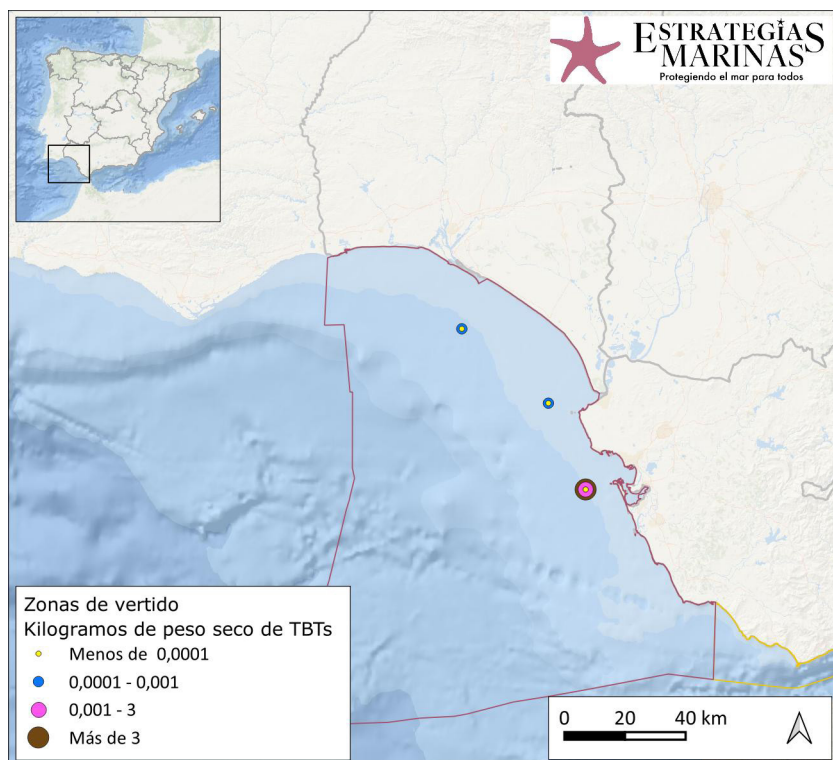 ESTRATEGIAS
MARINAS
Protegiendo el mar para todos
Zonas de vertido
Kilogramos de peso seco de TBTs
Menos de 0,0001
0,0001 - 0,001
0,001 - 3
Más de 3
0 20 40 km